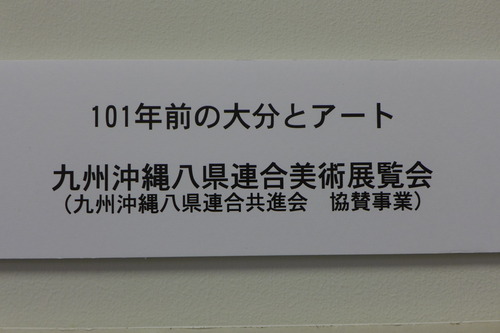 101年前の大分とアート
九州沖縄八県連合美術展覧会
（九州沖縄八県連合共進会　協賛事業）